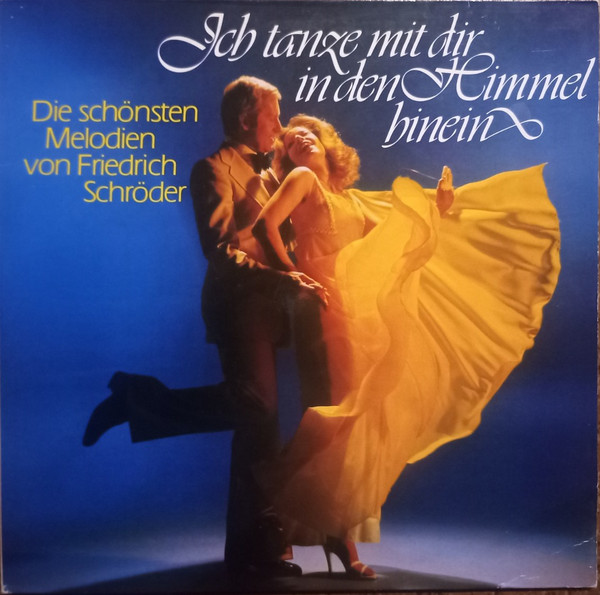 Ich tanze mit dir
in den Himmel
hinein
Die schönsten
Melodien
von Friedrich
Schröder